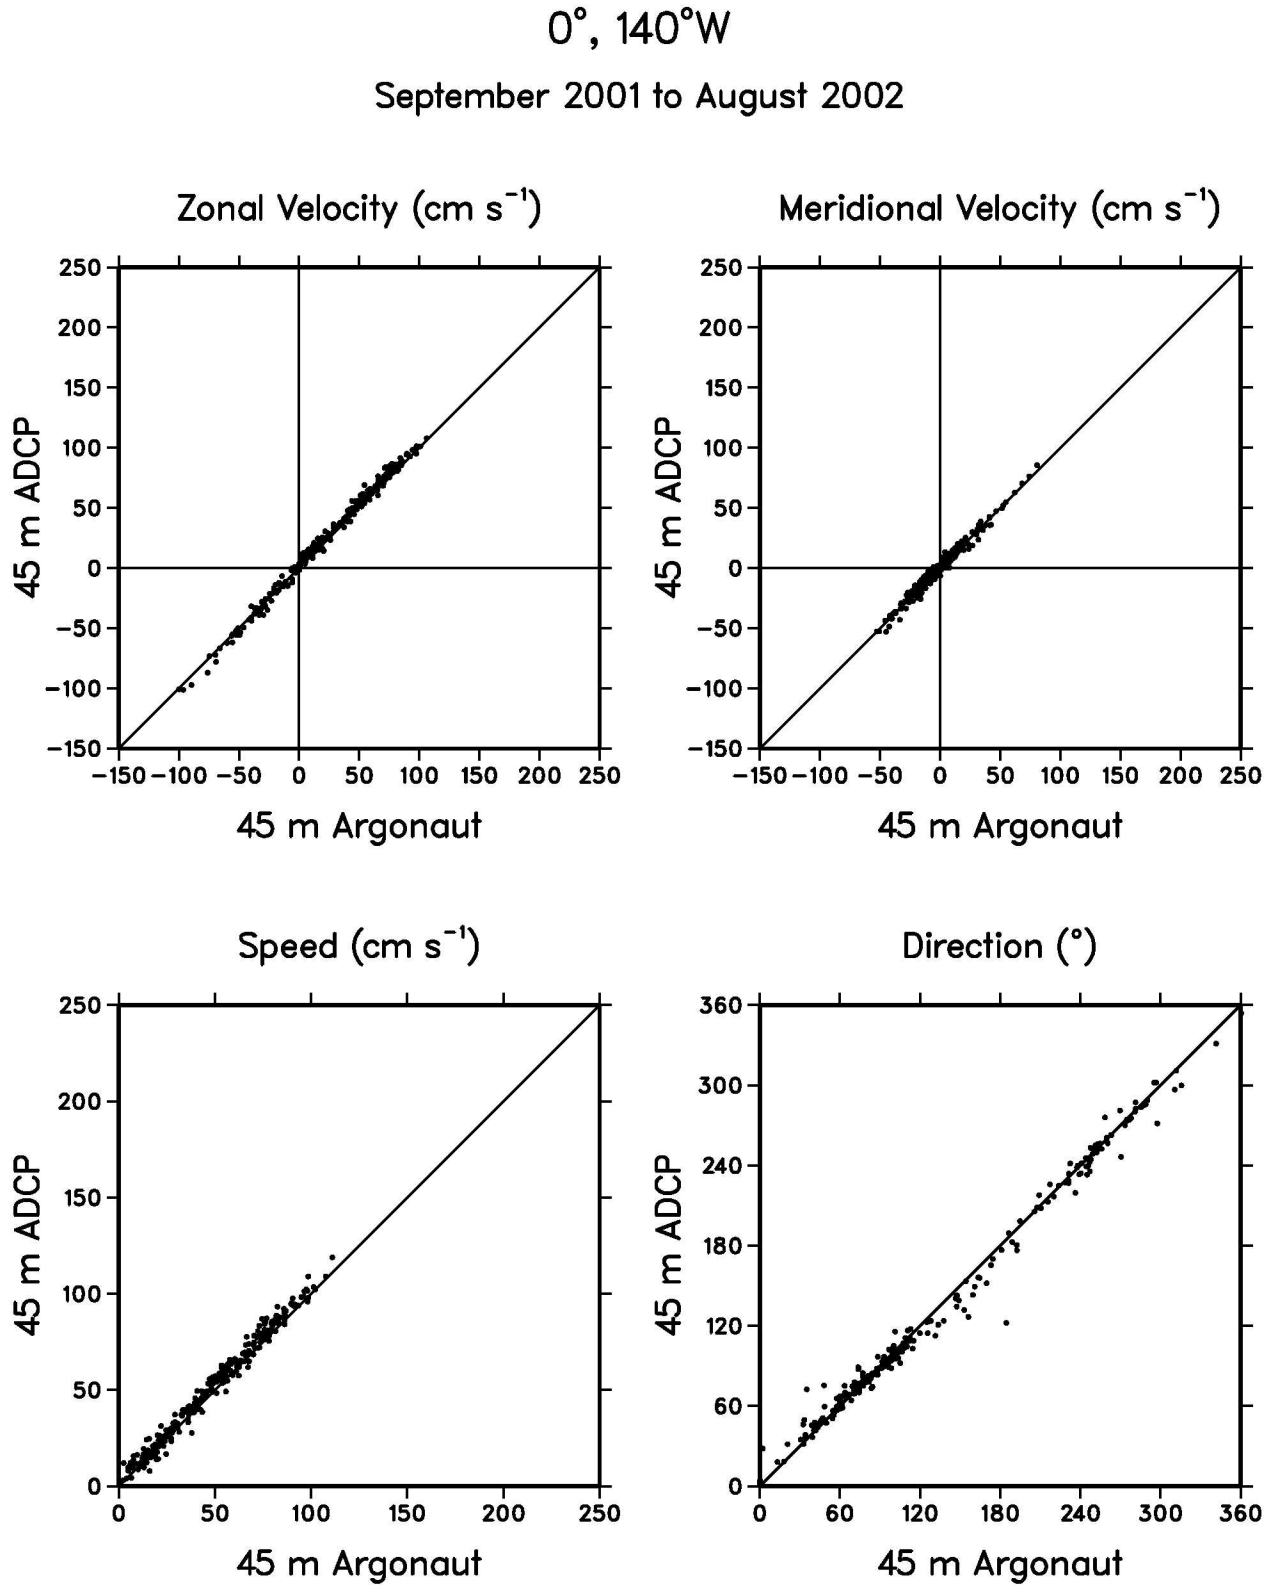 0°, 140°W
September 2001 to August 2002
Zonal Velocity (cm s⁻¹)
250
200
150
100
50
0
−50
−100
−150
−150 −100 −50 0 50 100 150 200 250
45 m ADCP
45 m Argonaut
Meridional Velocity (cm s⁻¹)
250
200
150
100
50
0
−50
−100
−150
−150 −100 −50 0 50 100 150 200 250
45 m ADCP
45 m Argonaut
Speed (cm s⁻¹)
250
200
150
100
50
0
0 50 100 150 200 250
45 m ADCP
45 m Argonaut
Direction (°)
360
300
240
180
120
60
0
0 60 120 180 240 300 360
45 m ADCP
45 m Argonaut